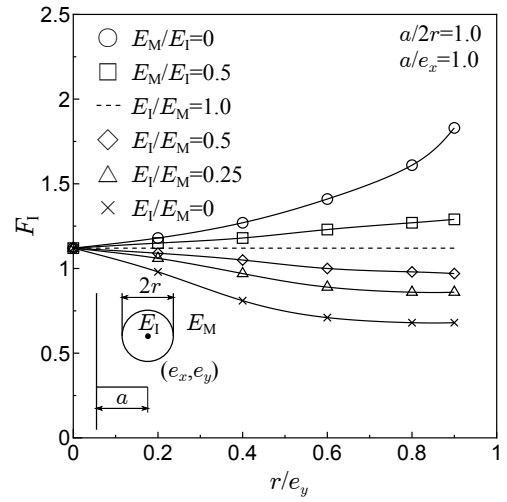 2
1.5
1
0.5
0
F_I
E_M/E_I=0
E_M/E_I=0.5
E_I/E_M=1.0
E_I/E_M=0.5
E_I/E_M=0.25
E_I/E_M=0
a/2r=1.0
a/e_x=1.0
2r
E_I E_M
(e_x,e_y)
a
0 0.2 0.4 0.6 0.8 1
r/e_y